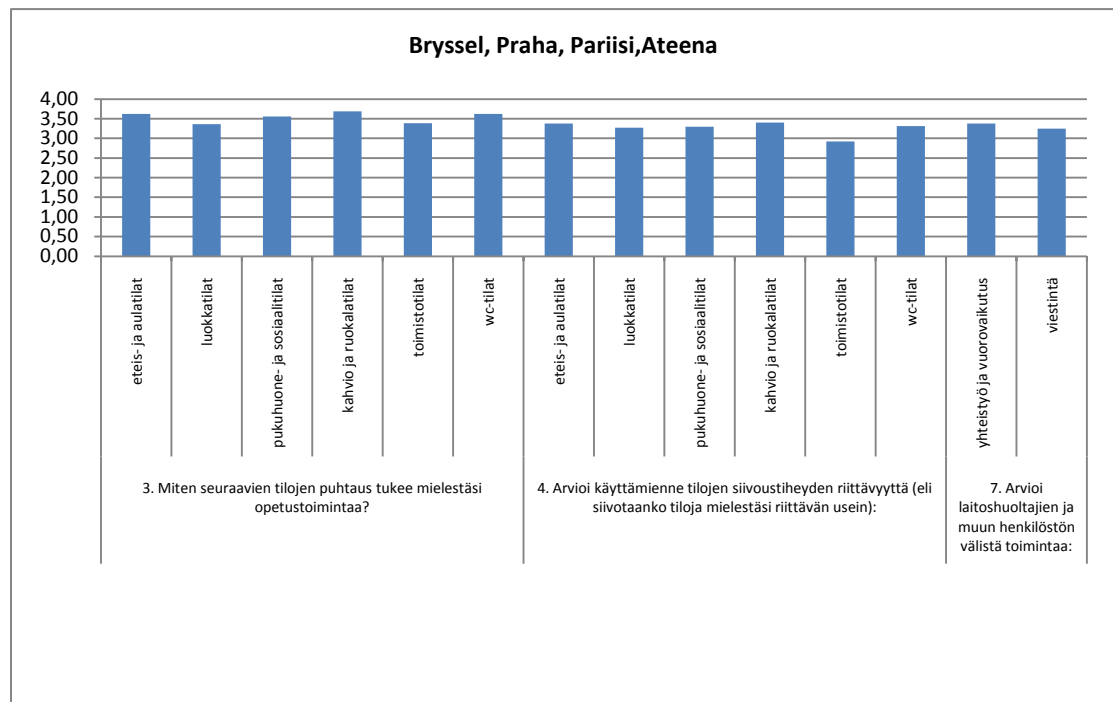 Bryssel, Praha, Pariisi,Ateena
4,00
3,50
3,00
2,50
2,00
1,50
1,00
0,50
0,00
eteis- ja aulatilat
luokkatilat
pukuhuone- ja sosiaalitilat
kahvio ja ruokalatilat
toimistotilat
wc-tilat
eteis- ja aulatilat
luokkatilat
pukuhuone- ja sosiaalitilat
kahvio ja ruokalatilat
toimistotilat
wc-tilat
yhteistyö ja vuorovaikutus
viestintä
3. Miten seuraavien tilojen puhtaus tukee mielestäsi
opetustoimintaa?
4. Arvioi käyttämienne tilojen siivoustiheyden riittävyyttä (eli
siivotaanko tiloja mielestäsi riittävän usein):
7. Arvioi
laitoshuoltajien ja
muun henkilöstön
välistä toimintaa: